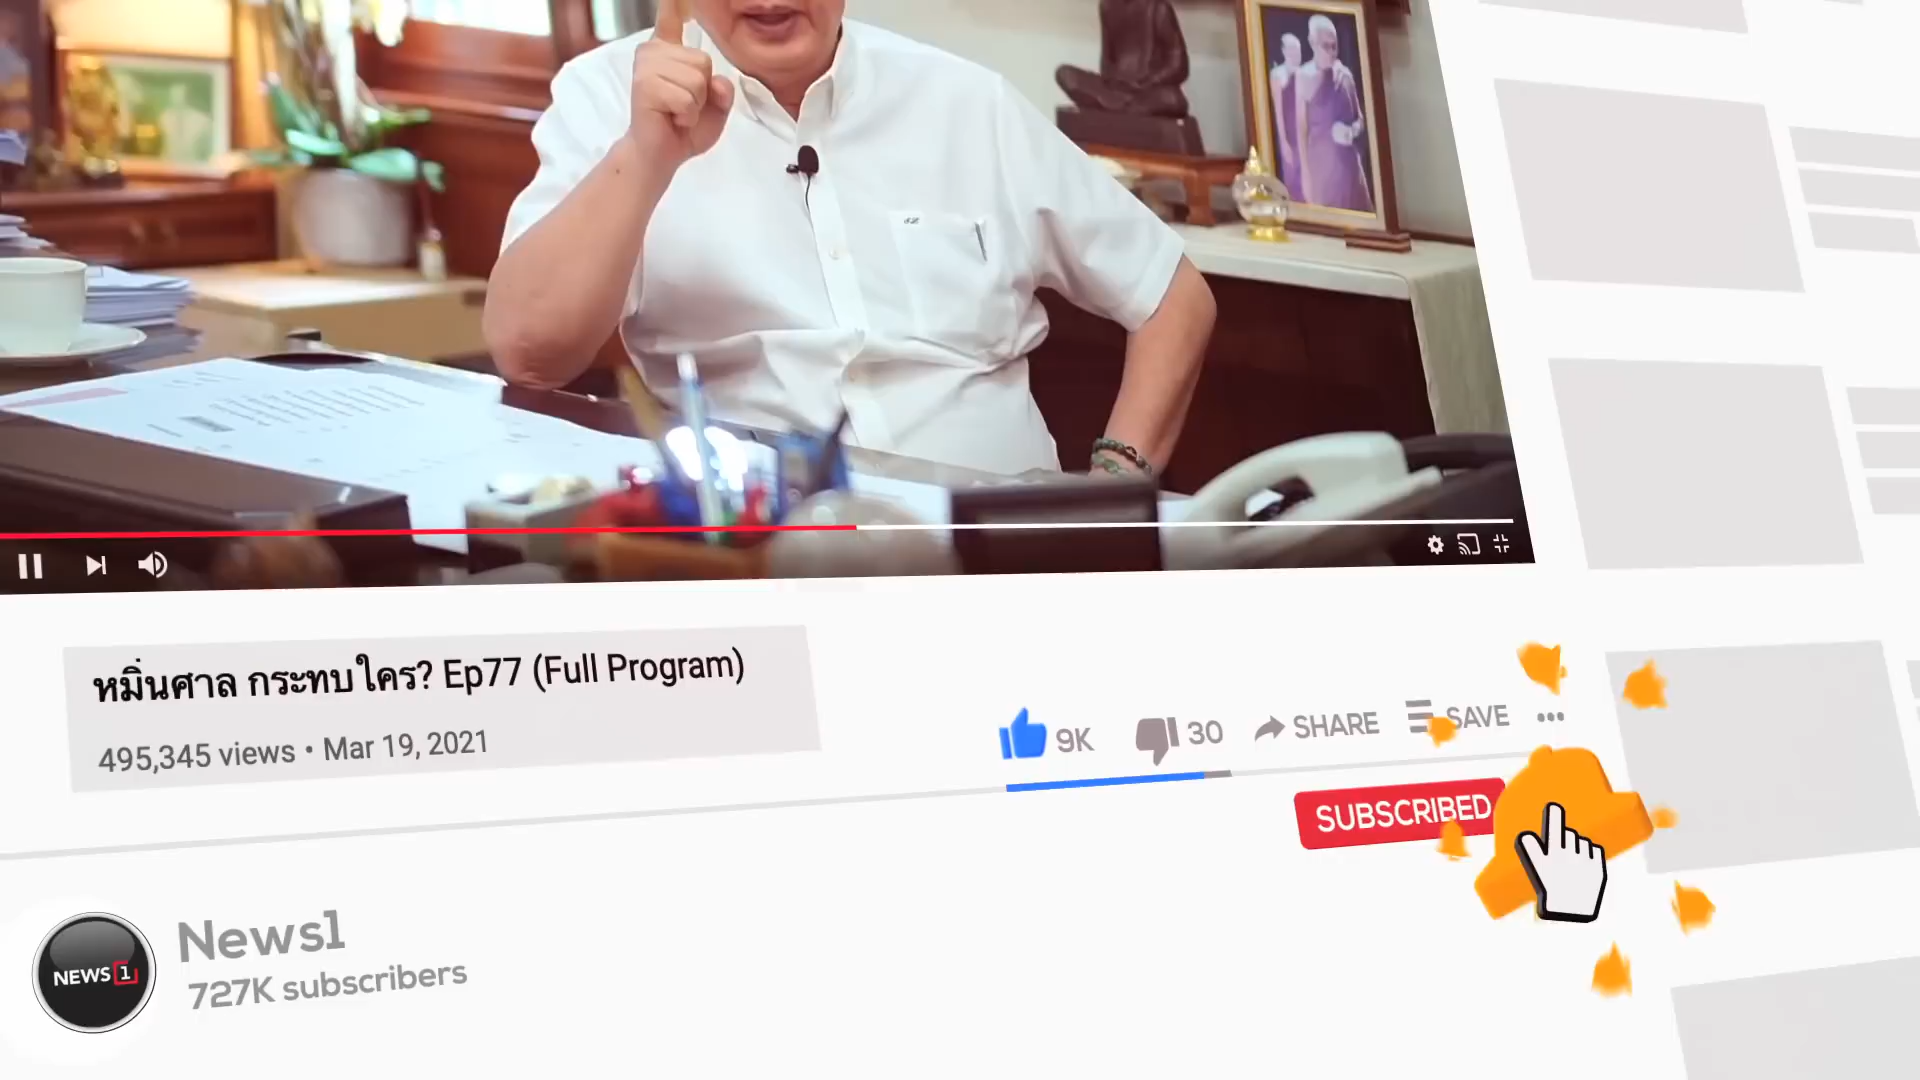 หมิ่นศาล กระทบใคร? Ep77 (Full Program)
495,345 views • Mar 19, 2021
9K
30
SHARE
SAVE
SUBSCRIBED
News1
727K subscribers
NEWS 1